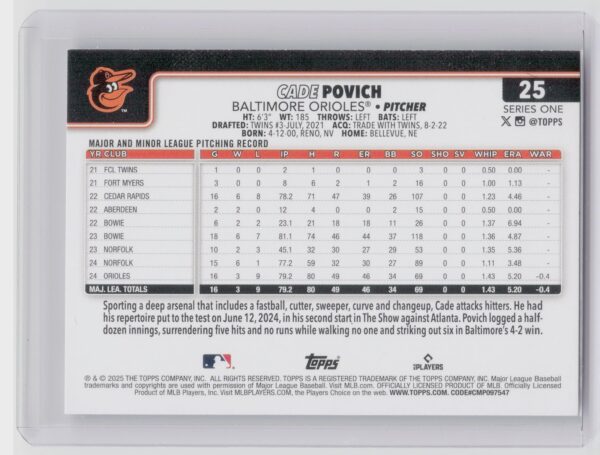 CADE POVICH
BALTIMORE ORIOLES® • PITCHER
HT: 6'3" WT: 185 THROWS: LEFT BATS: LEFT
DRAFTED: TWINS #3-JULY, 2021 ACQ: TRADE WITH TWINS, 8-2-22
BORN: 4-12-00, RENO, NV HOME: BELLEVUE, NE
25
SERIES ONE
@TOPPS
MAJOR AND MINOR LEAGUE PITCHING RECORD
YR CLUB G W L IP H R ER BB SO SHO SV WHIP ERA WAR
21 FCL TWINS 1 0 0 2 1 0 0 0 3 0 0 0.50 0.00 -
21 FORT MYERS 3 0 0 8 6 2 1 2 16 0 0 1.00 1.13 -
22 CEDAR RAPIDS 16 6 8 78.2 71 47 39 26 107 0 0 1.23 4.46 -
22 ABERDEEN 2 2 0 12 4 0 0 2 15 0 0 0.50 0.00 -
22 BOWIE 6 2 2 23.1 21 18 18 11 26 0 0 1.37 6.94 -
23 BOWIE 18 6 7 81.1 74 46 44 37 118 0 0 1.36 4.87 -
23 NORFOLK 10 2 3 45.1 32 30 27 29 53 0 0 1.35 5.36 -
24 NORFOLK 15 6 1 77.2 60 32 30 28 89 0 0 1.13 3.48 -
24 ORIOLES 16 3 9 79.2 80 49 46 34 69 0 0 1.43 5.20 -0.4
MAJ. LEA. TOTALS 16 3 9 79.2 80 49 46 34 69 0 0 1.43 5.20 -0.4
Sporting a deep arsenal that includes a fastball, cutter, sweeper, curve and changeup, Cade attacks hitters. He had
his repertoire put to the test on June 12, 2024, in his second start in The Show against Atlanta. Povich logged a half-
dozen innings, surrendering five hits and no runs while walking no one and striking out six in Baltimore's 4-2 win.
Topps
PLAYERS
® & © 2025 THE TOPPS COMPANY, INC. ALL RIGHTS RESERVED. TOPPS IS A REGISTERED TRADEMARK OF THE TOPPS COMPANY, INC. Major League Baseball
trademarks and copyrights are used with permission of Major League Baseball. Visit MLB.com. OFFICIALLY LICENSED PRODUCT OF MLB. Officially Licensed
Product of MLB Players, Inc. Visit MLBPLAYERS.com, the Players Choice on the web. WWW.TOPPS.COM. CODE#CMP097547